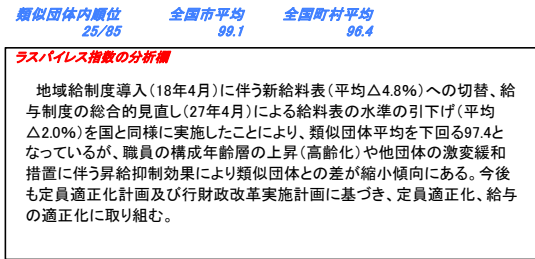 類似団体内順位 全国市平均 全国町村平均
25/85 99.1 96.4
ラスパイレス指数の分析欄
地域給制度導入(18年4月)に伴う新給料表(平均△4.8%)への切替、給
与制度の総合的見直し(27年4月)による給料表の水準の引下げ(平均
△2.0%)を国と同様に実施したことにより、類似団体平均を下回る97.4と
なっているが、職員の構成年齢層の上昇(高齢化)や他団体の激変緩和
措置に伴う昇給抑制効果により類似団体との差が縮小傾向にある。今後
も定員適正化計画及び行財政改革実施計画に基づき、定員適正化、給与
の適正化に取り組む。